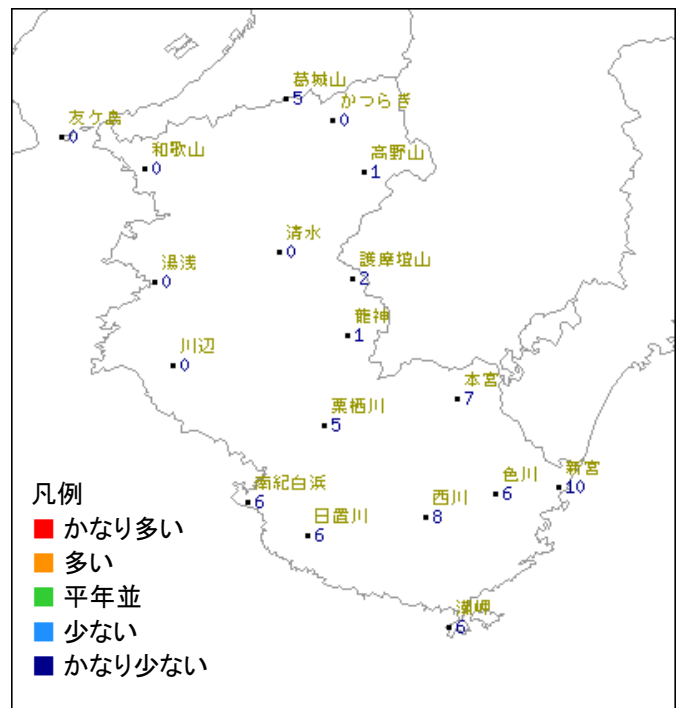 葛城山
5
かつらぎ
0
友ケ島
0
和歌山
0
高野山
1
清水
0
湯浅
0
護摩壇山
2
龍神
1
川辺
0
本宮
7
栗栖川
5
南紀白浜
6
日置川
6
西川
8
色川
6
新宮
10
潮岬
6
凡例
かなり多い
多い
平年並
少ない
かなり少ない